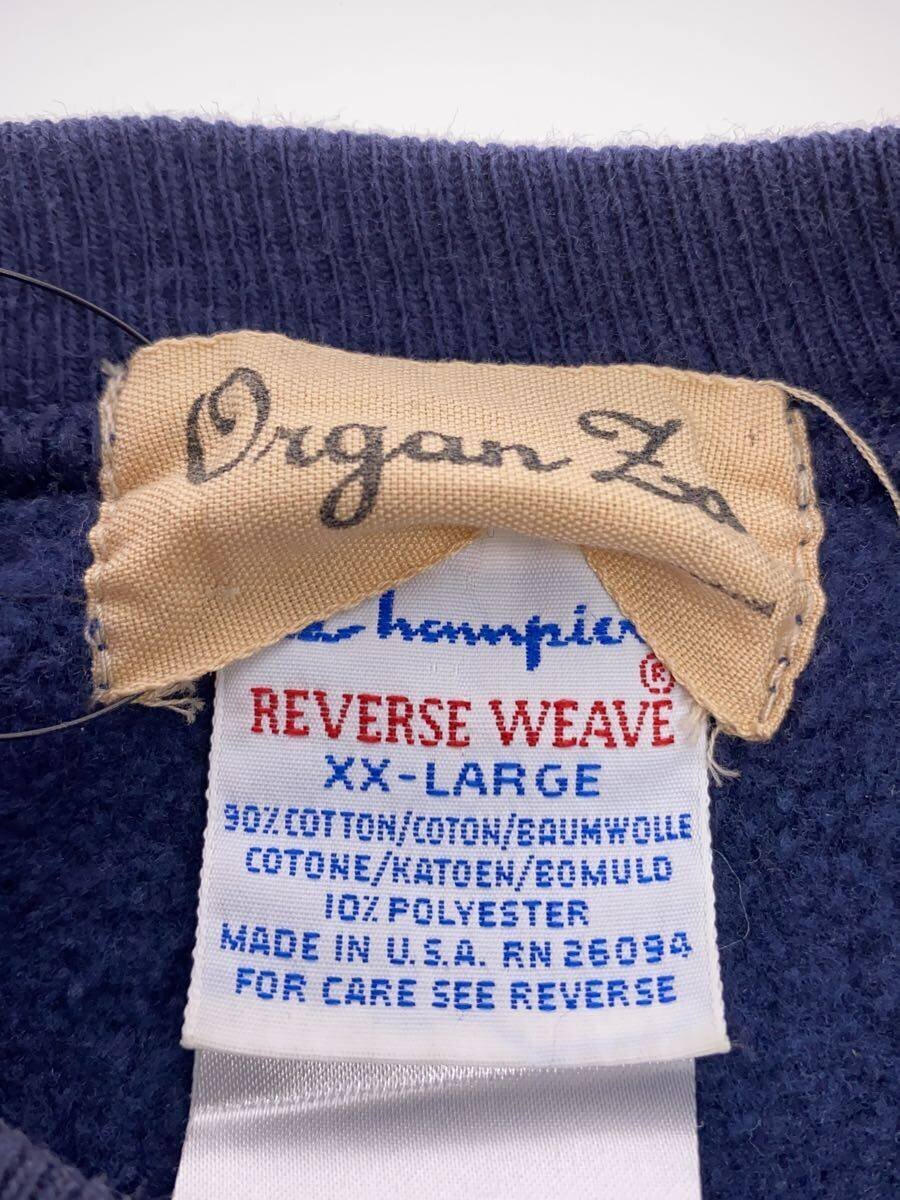 Organ
Champion
REVERSE WEAVE®
XX-LARGE
90% COTTON/COTON/BAUMWOLLE
COTONE/KATOEN/BOMULD
10% POLYESTER
MADE IN U.S.A. RN 26094
FOR CARE SEE REVERSE